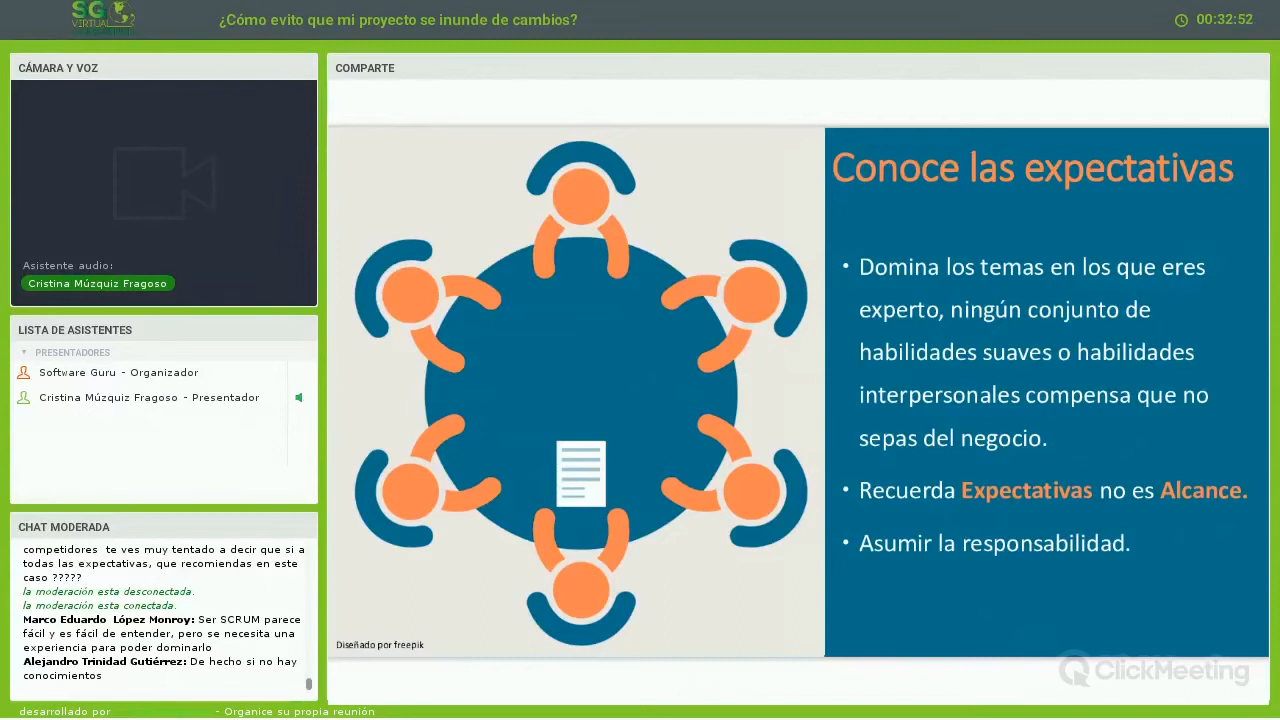 SG
VIRTUAL
¿Cómo evito que mi proyecto se inunde de cambios?
00:32:52
CÁMARA Y VOZ
Asistente audio:
Cristina Múzquiz Fragoso
LISTA DE ASISTENTES
PRESENTADORES
Software Guru - Organizador
Cristina Múzquiz Fragoso - Presentador
CHAT MODERADA
competidores te ves muy tentado a decir que si a
todas las expectativas, que recomiendas en este
caso ?????
la moderación esta desconectada.
la moderación esta conectada.
Marco Eduardo López Monroy: Ser SCRUM parece
fácil y es fácil de entender, pero se necesita una
experiencia para poder dominarlo
Alejandro Trinidad Gutiérrez: De hecho si no hay
conocimientos
desarrollado por - Organice su propia reunión
COMPARTE
Conoce las expectativas
• Domina los temas en los que eres
experto, ningún conjunto de
habilidades suaves o habilidades
interpersonales compensa que no
sepas del negocio.
• Recuerda Expectativas no es Alcance.
• Asumir la responsabilidad.
Diseñado por freepik
ClickMeeting